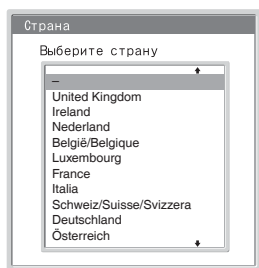 Страна
Выберите страну
–
United Kingdom
Ireland
Nederland
België/Belgique
Luxembourg
France
Italia
Schweiz/Suisse/Svizzera
Deutschland
Österreich